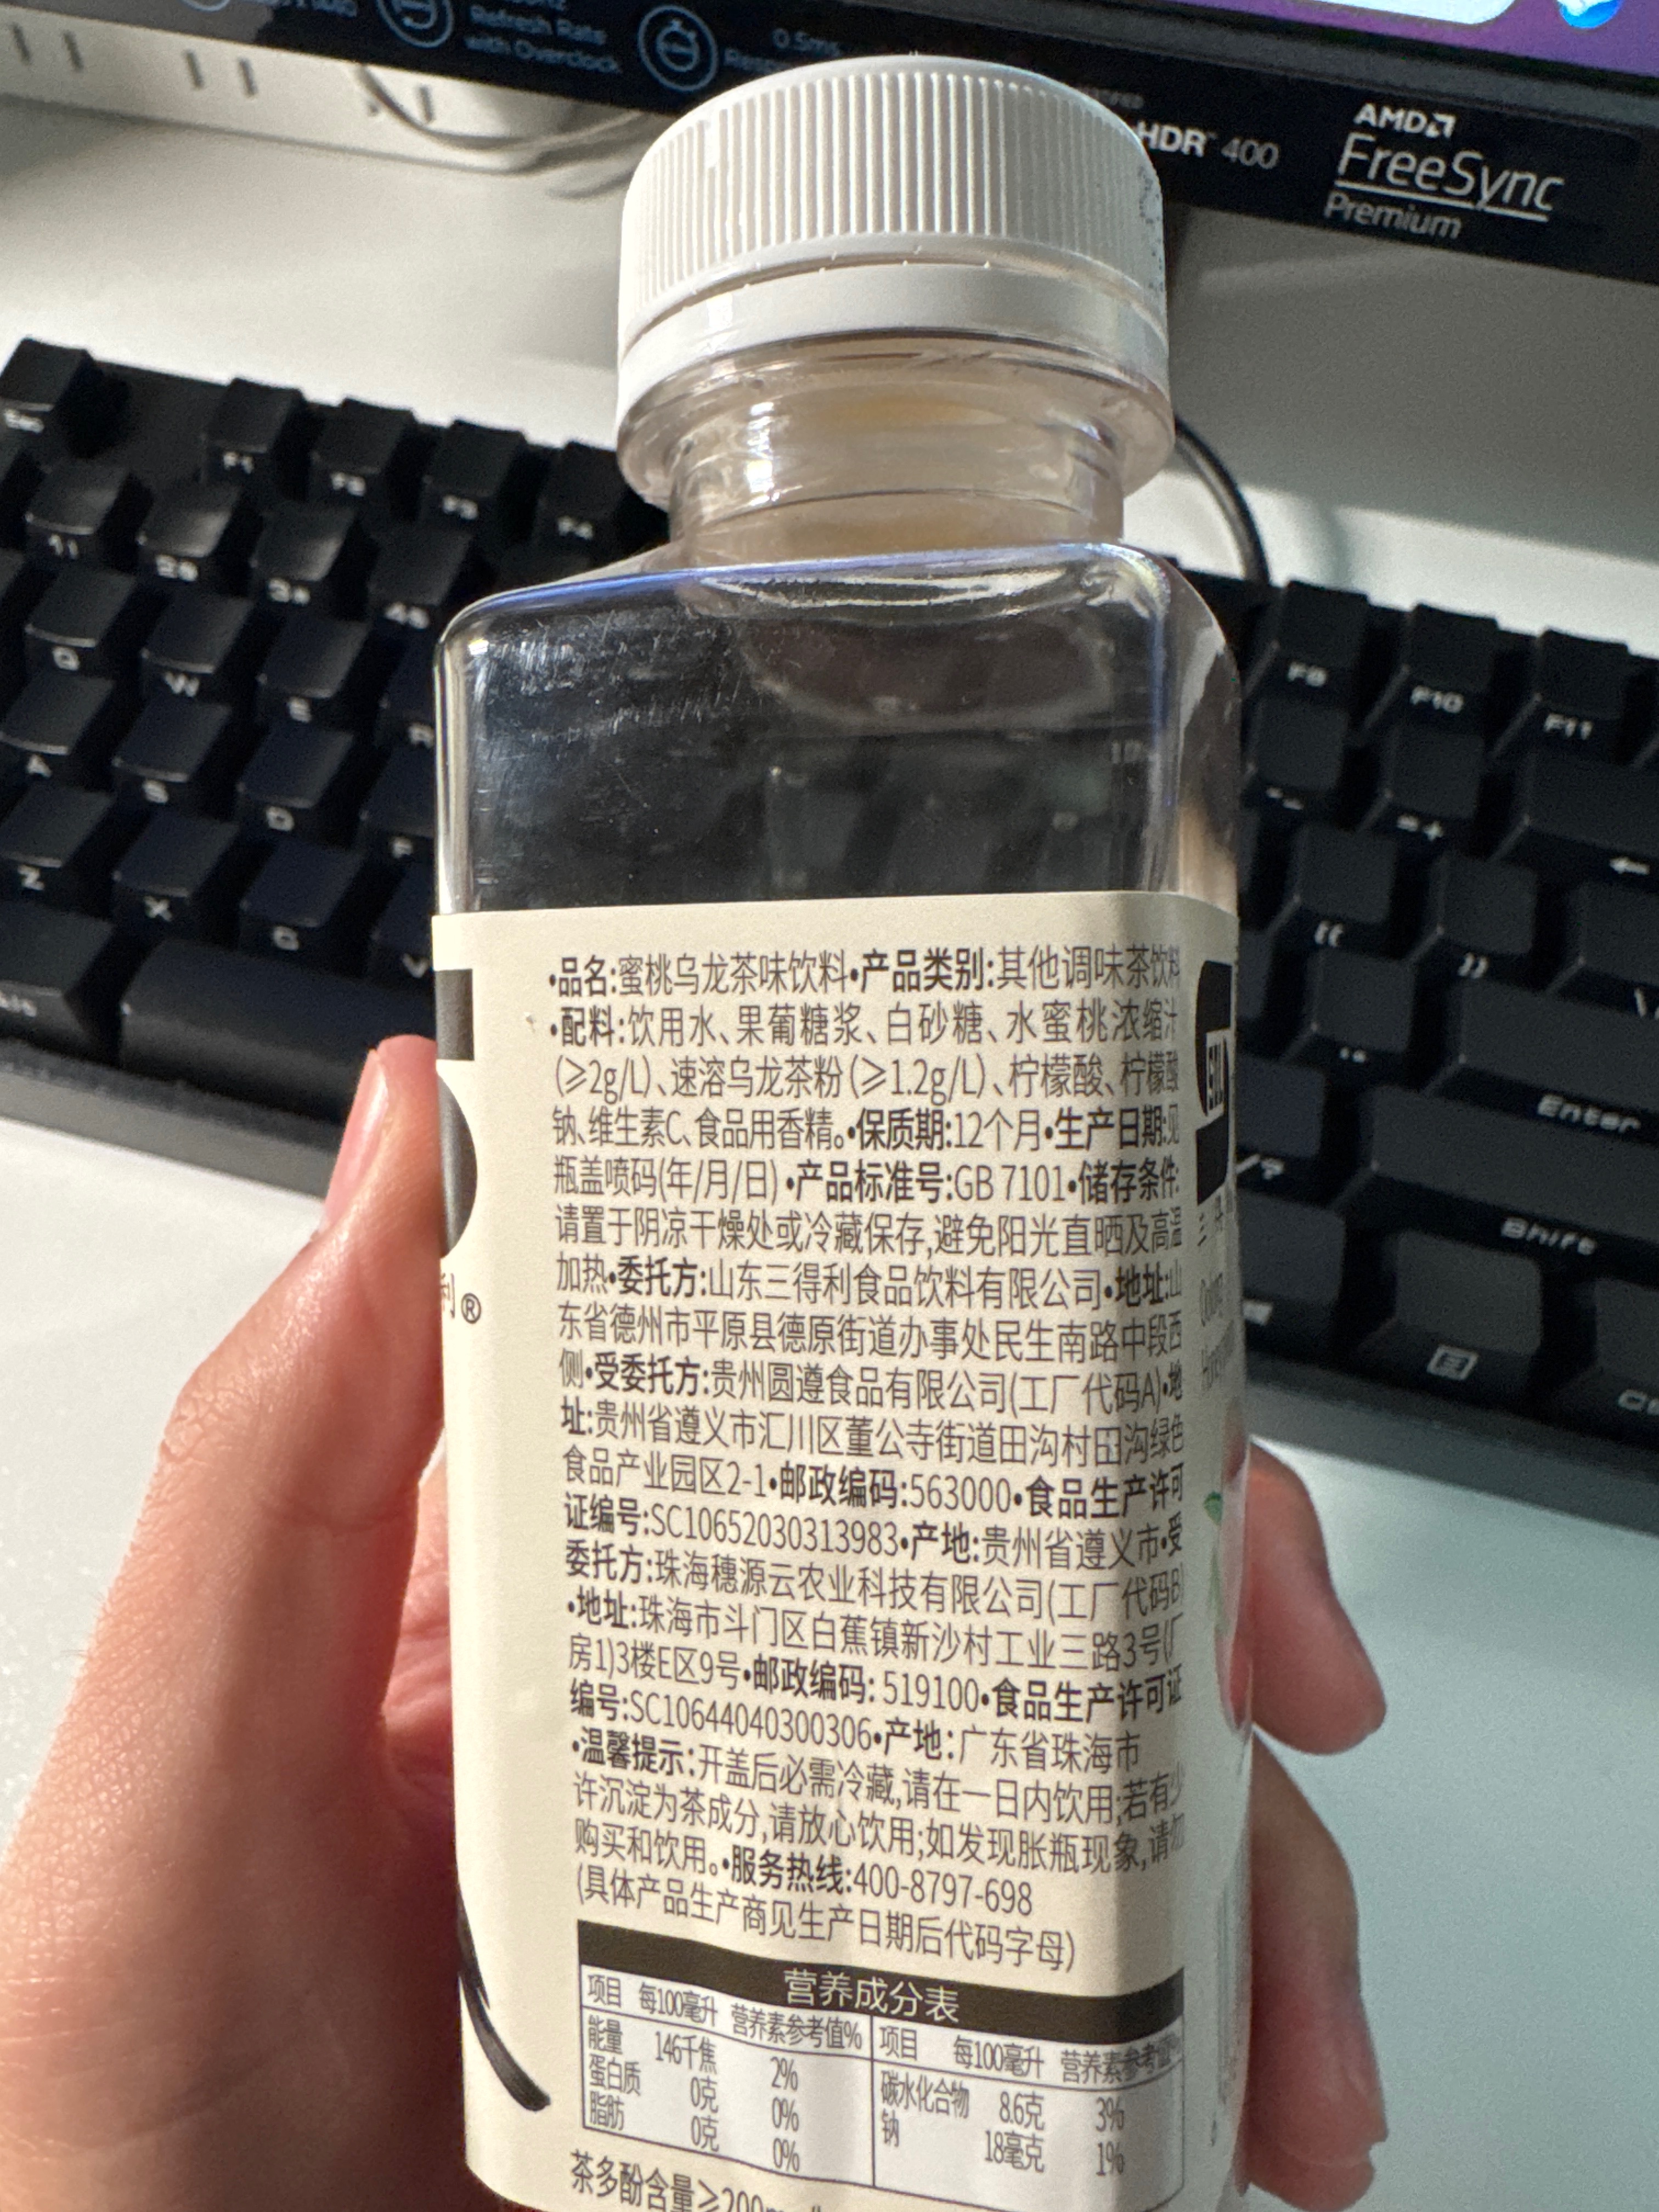 Refresh Rate
with Overclock
0.5ms
HDR 400
AMD
FreeSync
Premium
Esc
F1
F2
F3
F4
F9
F10
F11
Q
W
E
R
A
S
D
F
Z
X
C
V
Enter
Shift
利®
•品名:蜜桃乌龙茶味饮料•产品类别:其他调味茶饮料
•配料:饮用水、果葡糖浆、白砂糖、水蜜桃浓缩汁
(≥2g/L)、速溶乌龙茶粉(≥1.2g/L)、柠檬酸、柠檬酸
钠、维生素C、食品用香精。•保质期:12个月•生产日期:见
瓶盖喷码(年/月/日)•产品标准号:GB 7101•储存条件:
请置于阴凉干燥处或冷藏保存,避免阳光直晒及高温
加热•委托方:山东三得利食品饮料有限公司•地址:山
东省德州市平原县德原街道办事处民生南路中段西
侧•受委托方:贵州圆遵食品有限公司(工厂代码A)•地
址:贵州省遵义市汇川区董公寺街道田沟村田沟绿色
食品产业园区2-1•邮政编码:563000•食品生产许可
证编号:SC10652030313983•产地:贵州省遵义市•受
委托方:珠海穗源云农业科技有限公司(工厂代码B)
•地址:珠海市斗门区白蕉镇新沙村工业三路3号(厂
房1)3楼E区9号•邮政编码: 519100•食品生产许可证
编号:SC10644040300306•产地: 广东省珠海市
•温馨提示:开盖后必需冷藏,请在一日内饮用;若有少
许沉淀为茶成分,请放心饮用;如发现胀瓶现象,请勿
购买和饮用。•服务热线:400-8797-698
(具体产品生产商见生产日期后代码字母)
营养成分表
项目 每100毫升 营养素参考值% 项目 每100毫升 营养素参考值%
能量 146千焦 2% 碳水化合物 8.6克 3%
蛋白质 0克 0% 钠 18毫克 1%
脂肪 0克 0%
茶多酚含量≥200